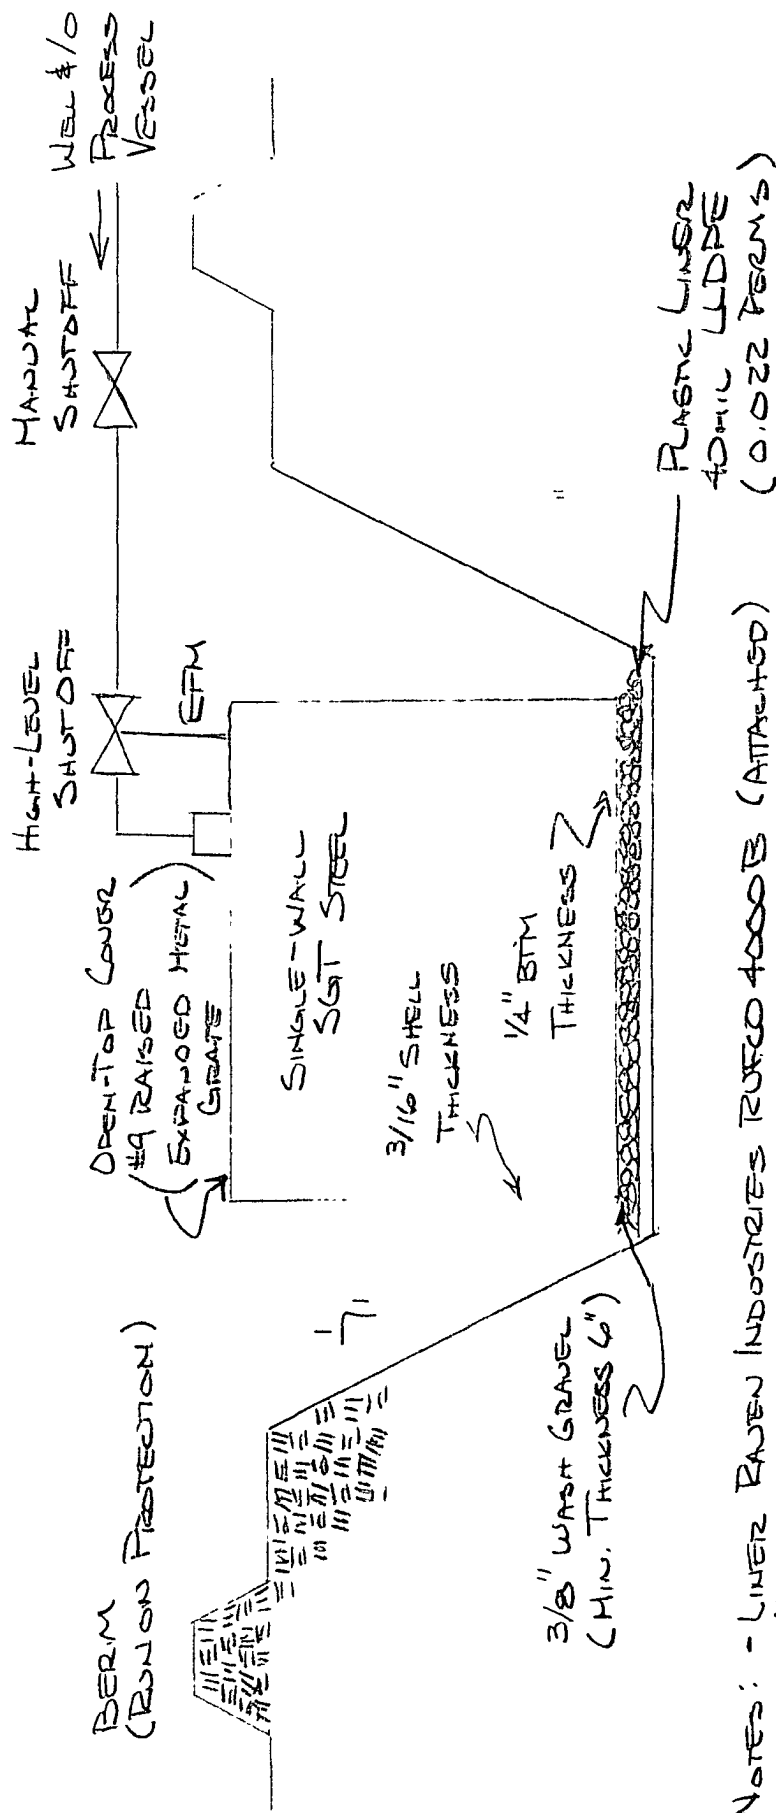 HIGH-LEVEL
SHUTOFF
MANUAL
SHUTOFF
WELL &/O
PROCESS
VESSEL
OPEN-TOP COVER
(#9 RAISED
EXPANDED METAL)
GRATE
EFM
BERM
(RUNON PROTECTION)
SINGLE-WALL
SGT STEEL
3/16" SHELL
THICKNESS
1/4" BTM
THICKNESS
3/8" WASH GRAVEL
(MIN. THICKNESS 6")
PLASTIC LINER
40MIL LLDPE
(0.022 PERMS)
NOTES: - LINER RAVEN INDUSTRIES RUFCO 4000B (ATTACHED)